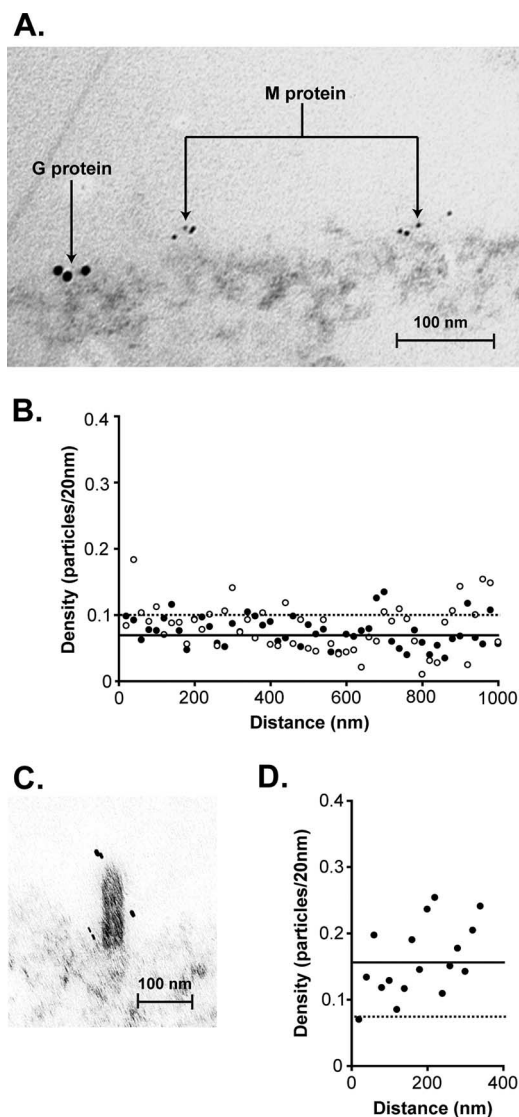 A.
M protein
G protein
100 nm
B.
Density (particles/20nm)
0.4
0.3
0.2
0.1
0
0 200 400 600 800 1000
Distance (nm)
C.
100 nm
D.
Density (particles/20nm)
0.4
0.3
0.2
0.1
0
0 200 400
Distance (nm)